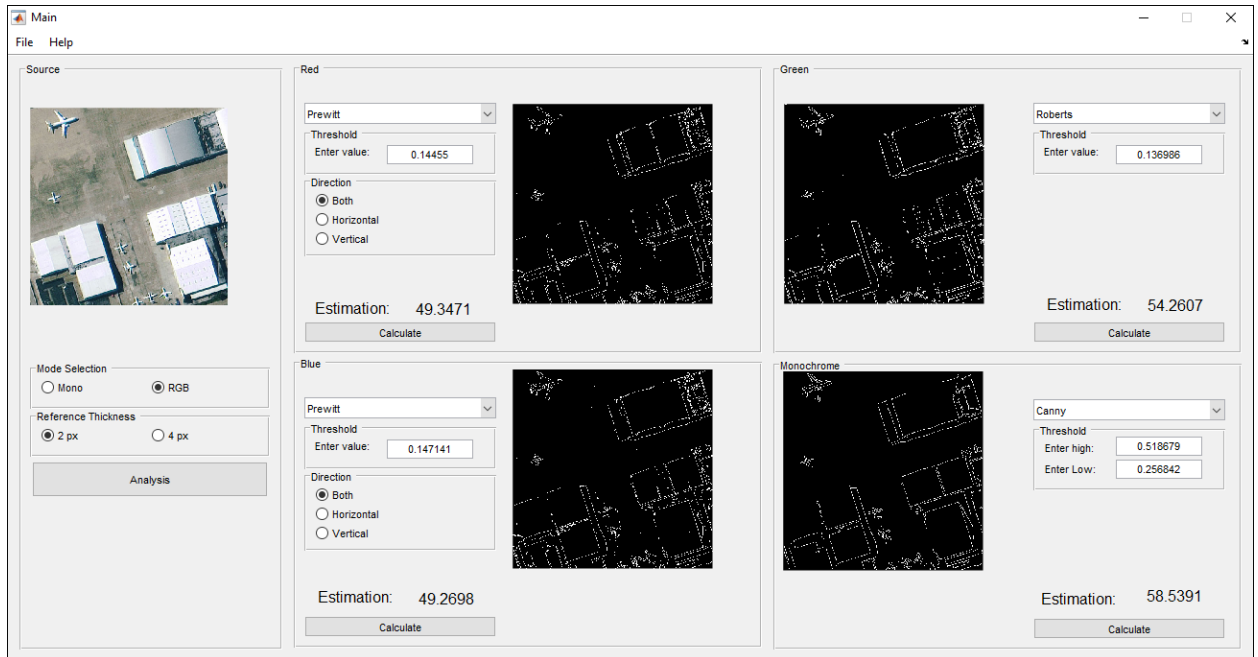 Main
File Help
Source
Mode Selection
Mono RGB
Reference Thickness
2 px 4 px
Analysis
Red
Prewitt
Threshold
Enter value: 0.14455
Direction
Both
Horizontal
Vertical
Estimation: 49.3471
Calculate
Green
Roberts
Threshold
Enter value: 0.136986
Estimation: 54.2607
Calculate
Blue
Prewitt
Threshold
Enter value: 0.147141
Direction
Both
Horizontal
Vertical
Estimation: 49.2698
Calculate
Monochrome
Canny
Threshold
Enter high: 0.518679
Enter Low: 0.256842
Estimation: 58.5391
Calculate